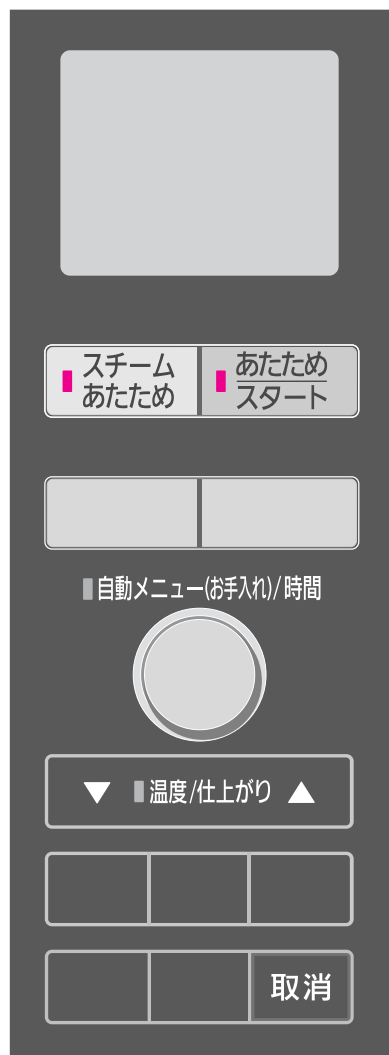 スチーム
あたため
あたため
スタート
自動メニュー(お手入れ)/時間
▼ 温度/仕上がり ▲
取消